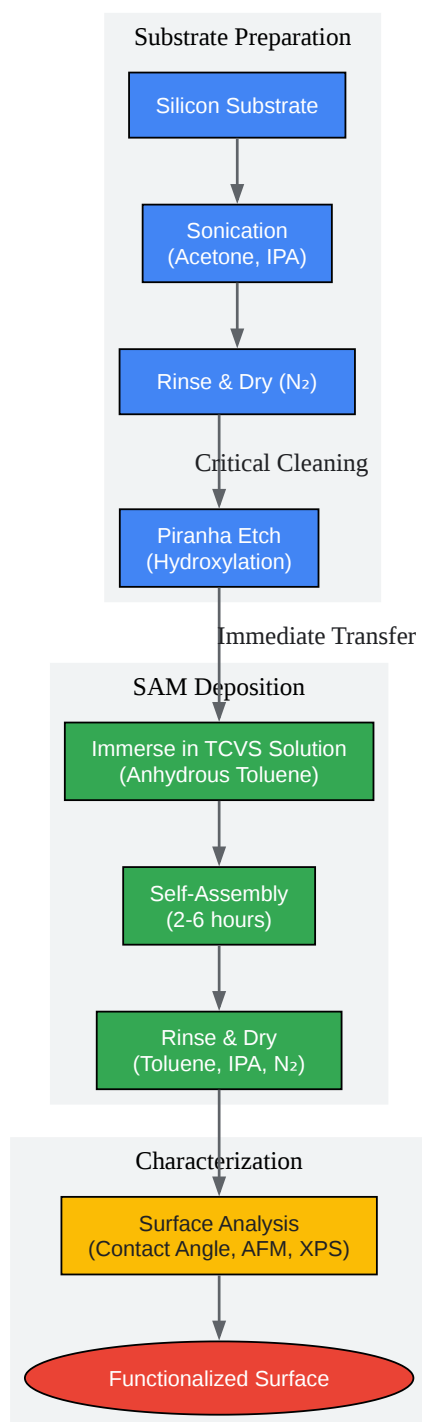 Substrate Preparation
Silicon Substrate
Sonication
(Acetone, IPA)
Rinse & Dry (N₂)
Critical Cleaning
Piranha Etch
(Hydroxylation)
Immediate Transfer
SAM Deposition
Immerse in TCVS Solution
(Anhydrous Toluene)
Self-Assembly
(2-6 hours)
Rinse & Dry
(Toluene, IPA, N₂)
Characterization
Surface Analysis
(Contact Angle, AFM, XPS)
Functionalized Surface